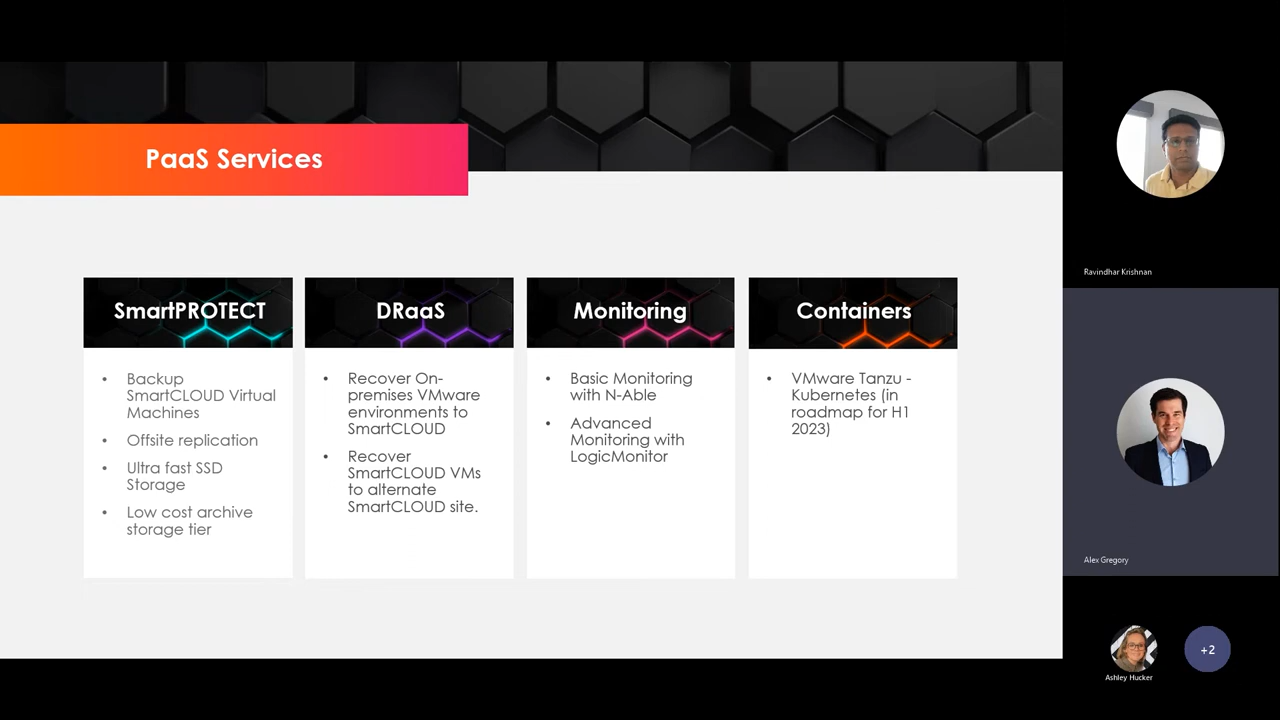 PaaS Services
SmartPROTECT
• Backup
SmartCLOUD Virtual
Machines
• Offsite replication
• Ultra fast SSD
Storage
• Low cost archive
storage tier
DRaaS
• Recover On-
premises VMware
environments to
SmartCLOUD
• Recover
SmartCLOUD VMs
to alternate
SmartCLOUD site.
Monitoring
• Basic Monitoring
with N-Able
• Advanced
Monitoring with
LogicMonitor
Containers
• VMware Tanzu -
Kubernetes (in
roadmap for H1
2023)
Ravindhar Krishnan
Alex Gregory
Ashley Hucker
+2